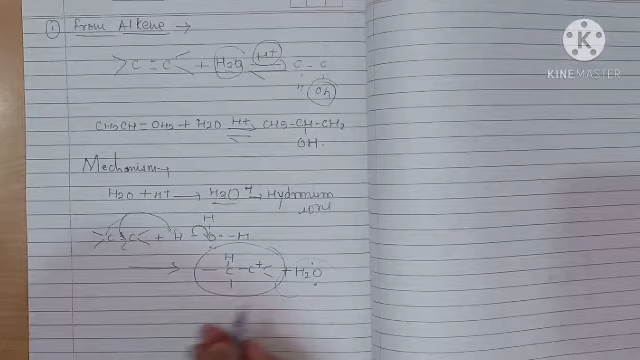 ① From Alkene →
>C = C< + H2O H+ C - C
H OH
CH3CH = CH2 + H2O H+ → CH3-CH-CH3
OH.
Mechanism →
H2O + H+ → H3O+ → Hydronium
ion
H
>C = C< + H - O - H
→ H
- C - C+< + H2O
K
KINEMASTER